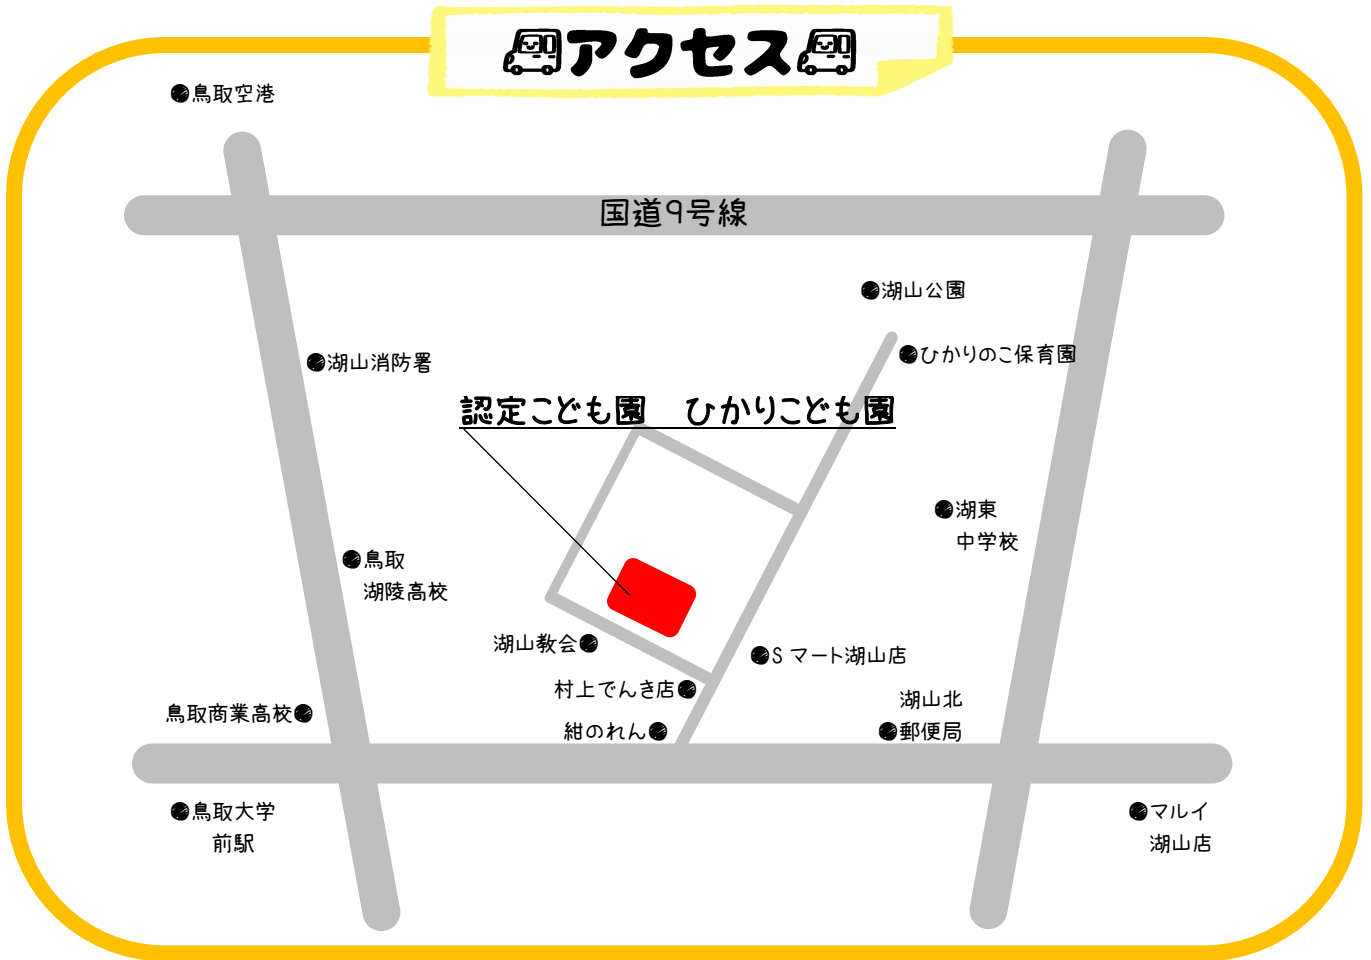 アクセス
●鳥取空港
国道9号線
●湖山公園
●ひかりのこ保育園
●湖山消防署
認定こども園　ひかりこども園
●湖東
中学校
●鳥取
湖陵高校
湖山教会●
●S マート湖山店
村上でんき店●
湖山北
●郵便局
鳥取商業高校●
紺のれん●
●鳥取大学
前駅
●マルイ
湖山店